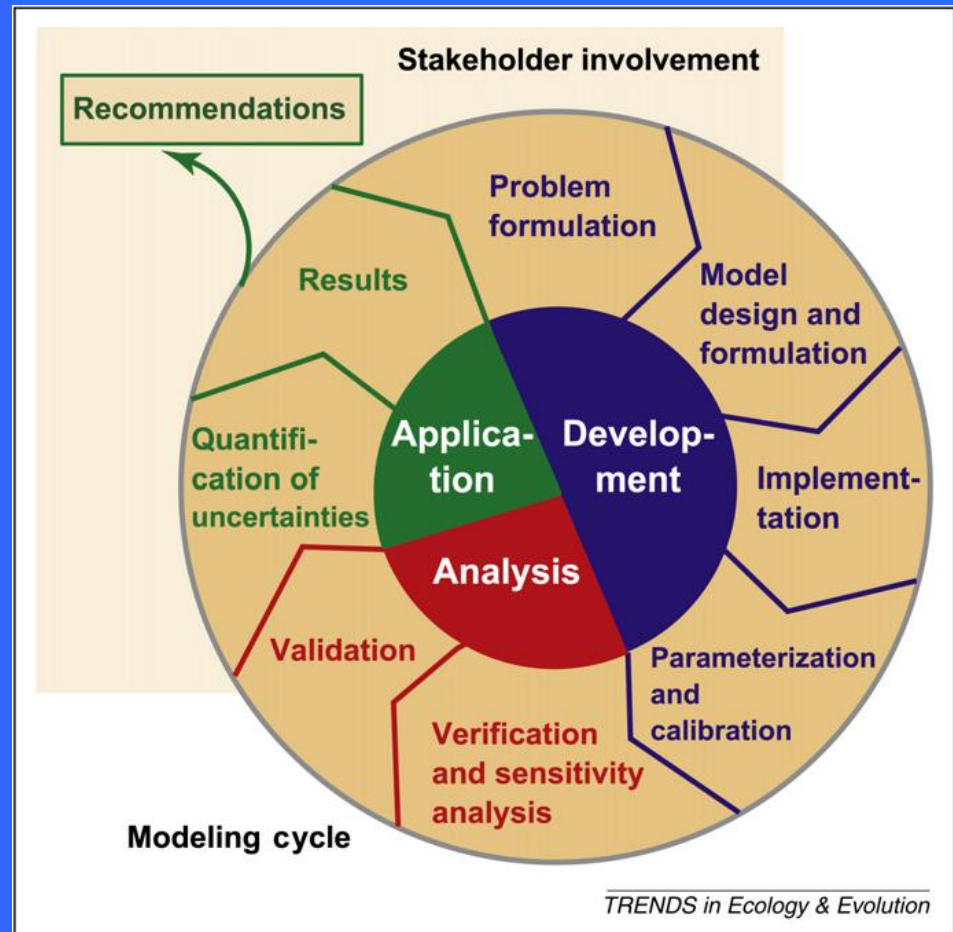 Stakeholder involvement
Recommendations
Problem
formulation
Model
design and
formulation
Implement-
tation
Parameterization
and
calibration
Verification
and sensitivity
analysis
Validation
Quantifi-
cation of
uncertainties
Results
Applica-
tion
Develop-
ment
Analysis
Modeling cycle
TRENDS in Ecology & Evolution